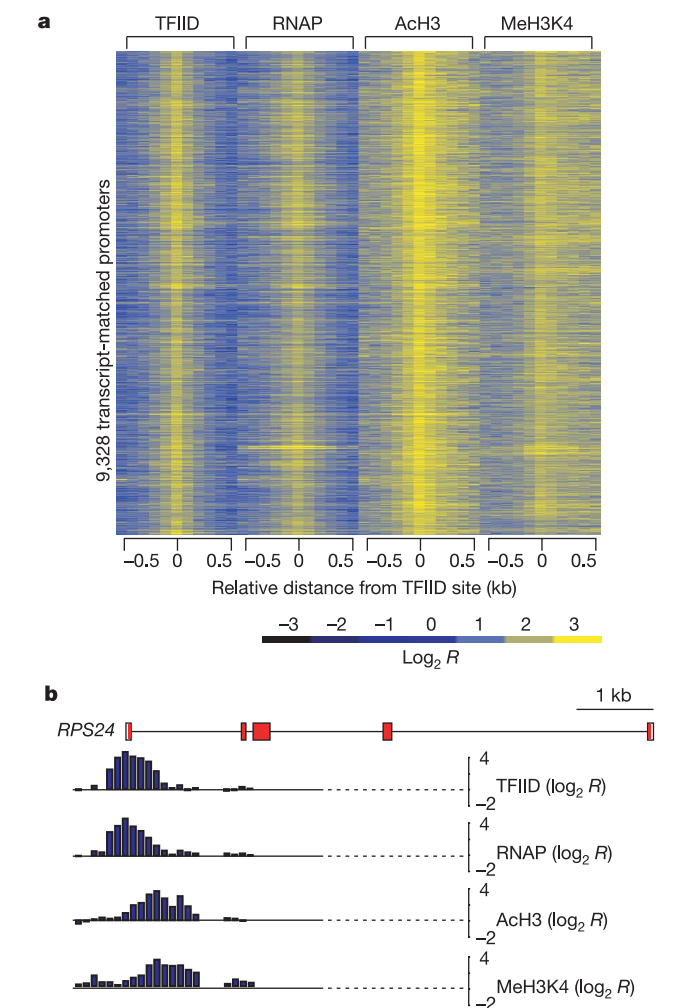 a
TFIID RNAP AcH3 MeH3K4
9,328 transcript-matched promoters
−0.5 0 0.5 −0.5 0 0.5 −0.5 0 0.5 −0.5 0 0.5
Relative distance from TFIID site (kb)
−3 −2 −1 0 1 2 3
Log2 R
b
1 kb
RPS24
4
TFIID (log2 R)
−2
4
RNAP (log2 R)
−2
4
AcH3 (log2 R)
−2
4
MeH3K4 (log2 R)
−2